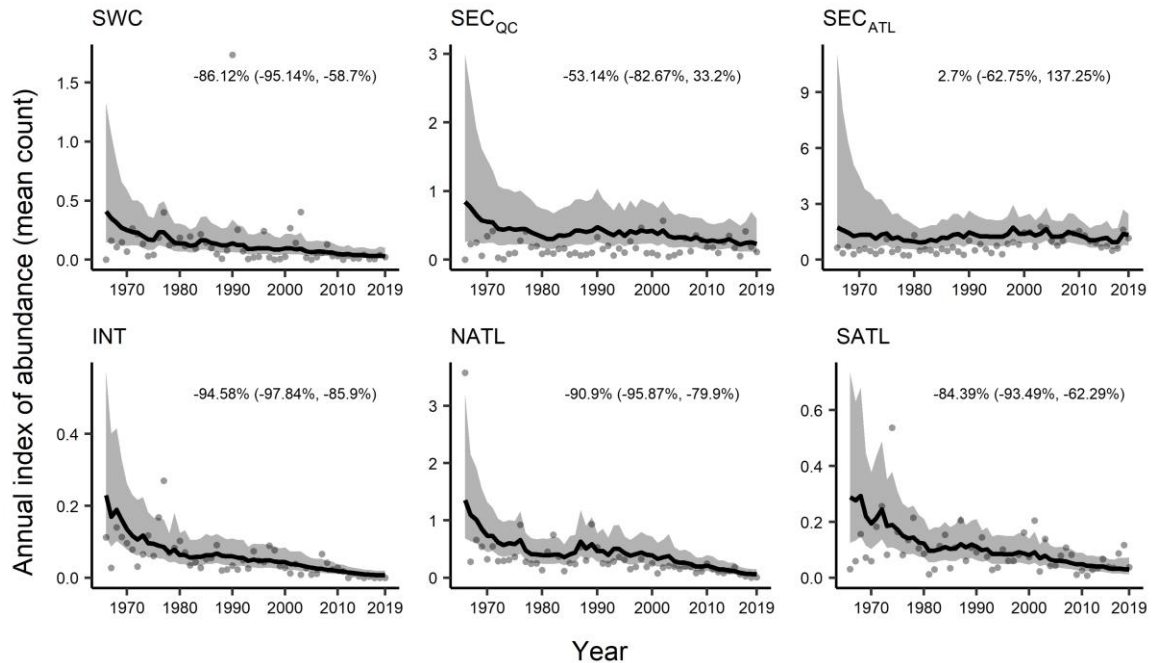 Annual index of abundance (mean count)
SWC
-86.12% (-95.14%, -58.7%)
1.5
1.0
0.5
0.0
1970 1980 1990 2000 2010 2019
SEC_QC
-53.14% (-82.67%, 33.2%)
3
2
1
0
1970 1980 1990 2000 2010 2019
SEC_ATL
2.7% (-62.75%, 137.25%)
9
6
3
0
1970 1980 1990 2000 2010 2019
INT
-94.58% (-97.84%, -85.9%)
0.4
0.2
0.0
1970 1980 1990 2000 2010 2019
NATL
-90.9% (-95.87%, -79.9%)
3
2
1
0
1970 1980 1990 2000 2010 2019
SATL
-84.39% (-93.49%, -62.29%)
0.6
0.4
0.2
0.0
1970 1980 1990 2000 2010 2019
Year